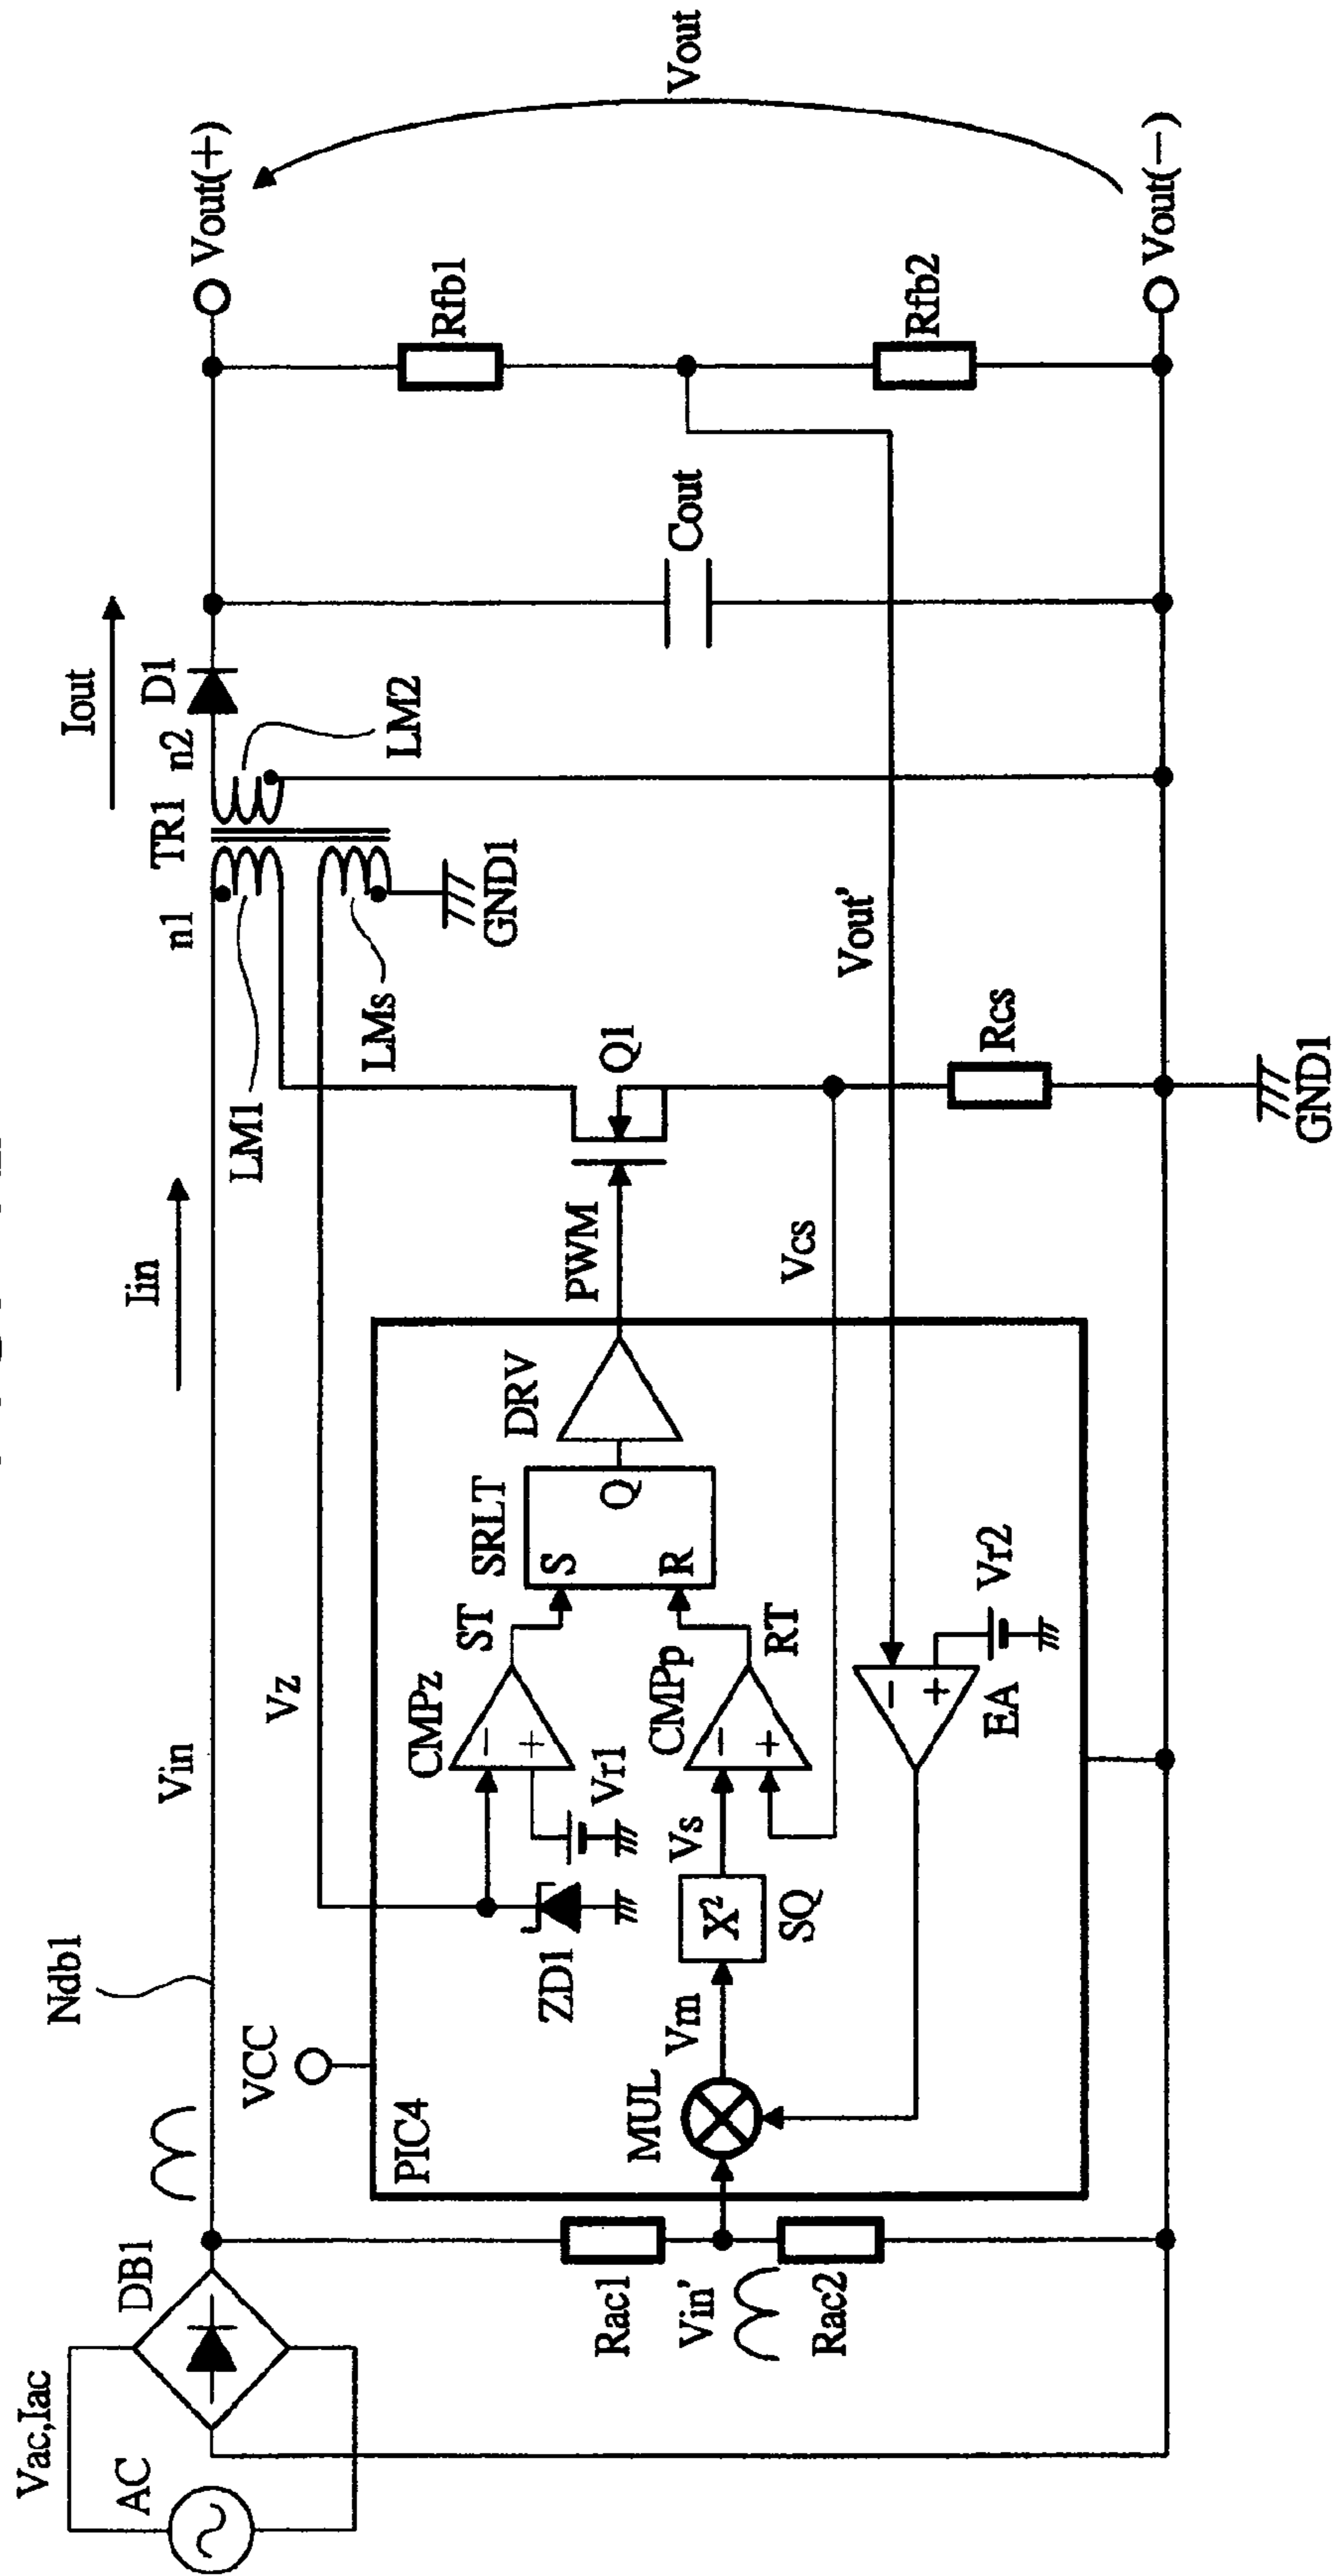 Vac,Iac
AC
DB1
Ndb1
Vin
Iin
n1
TR1
n2
D1
Iout
Vout(+)
LM1
LMs
LM2
GND1
Vz
VCC
PIC4
Rac1
Vin'
Rac2
MUL
Vm
X²
SQ
Vs
ZD1
Vr1
CMPz
−
+
ST
CMPp
−
+
RT
SRLT
S
R
Q
DRV
PWM
Q1
Vcs
Rcs
GND1
EA
−
+
Vr2
Vout'
Cout
Rfb1
Rfb2
Vout
Vout(−)